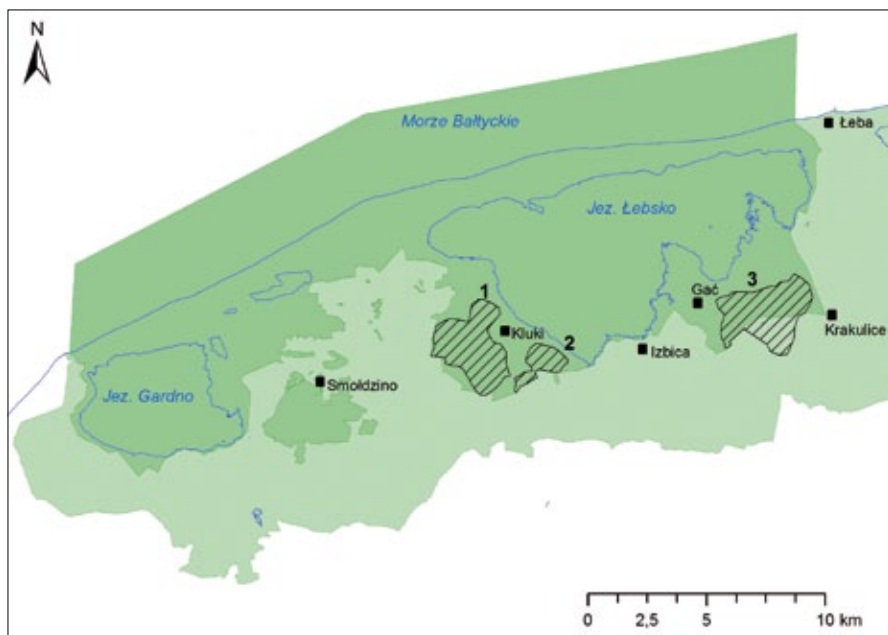 N
Morze Bałtyckie
Łeba
Jez. Łebsko
1
Gać
3
Kluki
2
Krakulice
Izbica
Smołdzino
Jez. Gardno
0 2,5 5 10 km